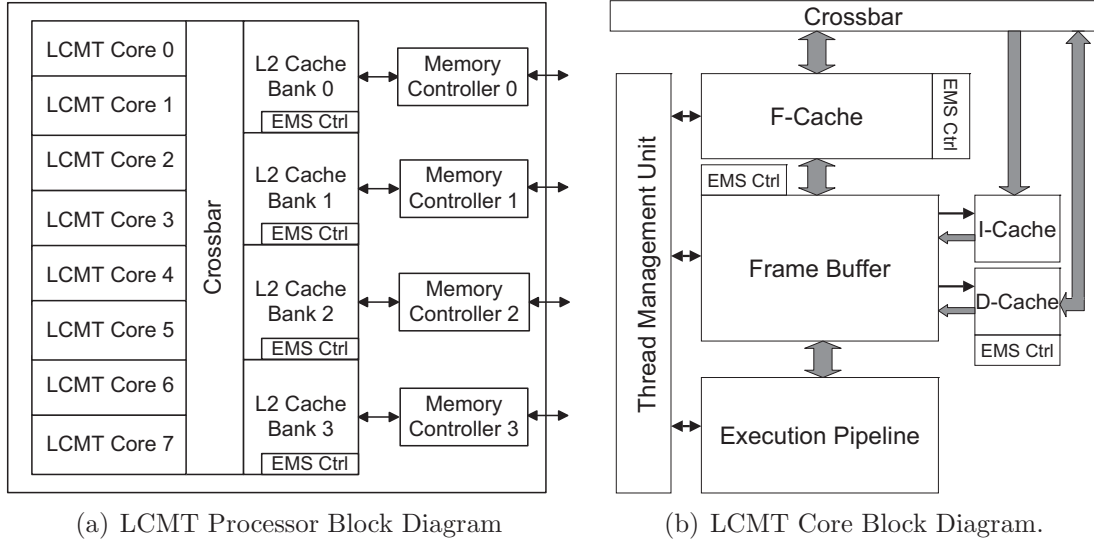 LCMT Core 0
LCMT Core 1
LCMT Core 2
LCMT Core 3
LCMT Core 4
LCMT Core 5
LCMT Core 6
LCMT Core 7
Crossbar
L2 Cache
Bank 0
EMS Ctrl
L2 Cache
Bank 1
EMS Ctrl
L2 Cache
Bank 2
EMS Ctrl
L2 Cache
Bank 3
EMS Ctrl
Memory
Controller 0
Memory
Controller 1
Memory
Controller 2
Memory
Controller 3
(a) LCMT Processor Block Diagram
Crossbar
Thread Management Unit
F-Cache
EMS Ctrl
EMS Ctrl
Frame Buffer
I-Cache
D-Cache
EMS Ctrl
Execution Pipeline
(b) LCMT Core Block Diagram.